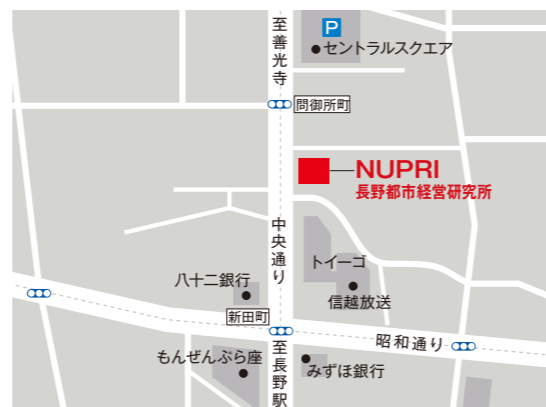 至善光寺
P
セントラルスクエア
問御所町
NUPRI
長野都市経営研究所
中央通り
トイーゴ
八十二銀行
信越放送
新田町
昭和通り
もんぜんぷら座
至長野駅
みずほ銀行